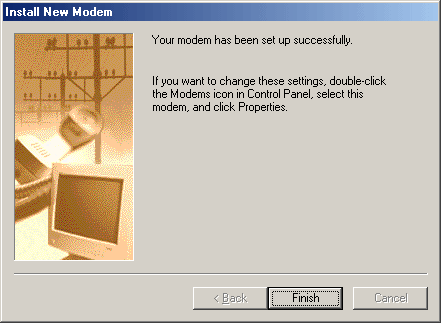 Install New Modem
Your modem has been set up successfully.
If you want to change these settings, double-click
the Modems icon in Control Panel, select this
modem, and click Properties.
< Back
Finish
Cancel